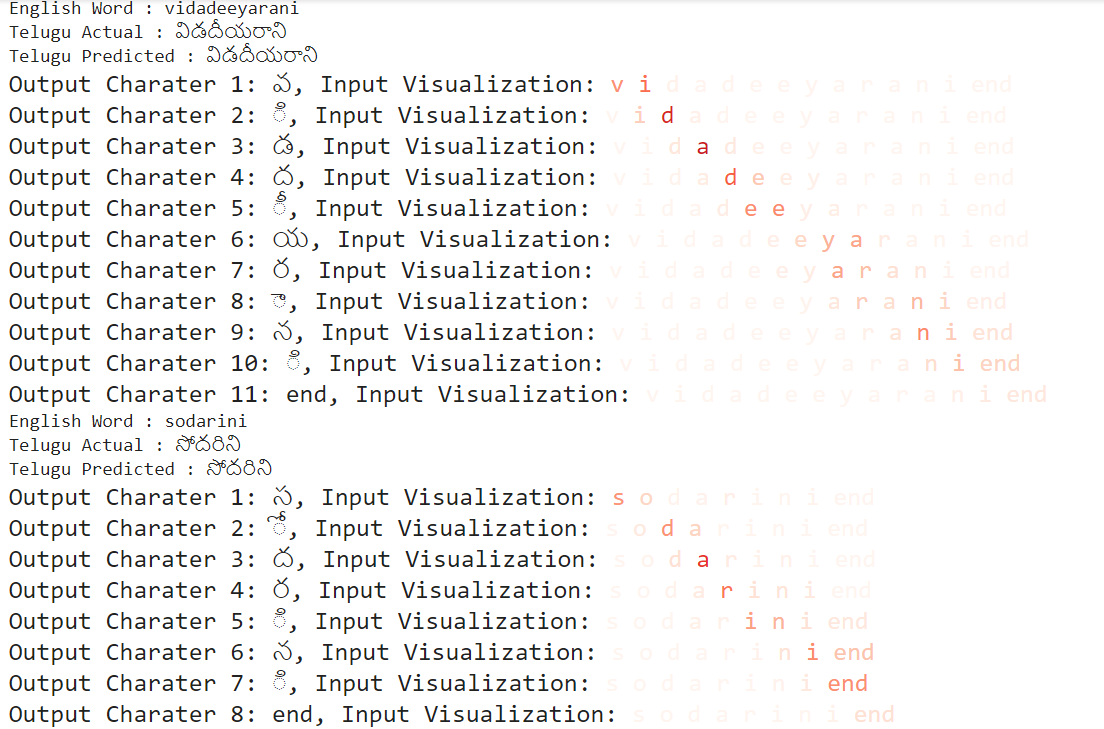 English Word : vidadeeyarani
Telugu Actual : విడదీయరాని
Telugu Predicted : విడదీయరాని
Output Charater 1: వ, Input Visualization: v i d a d e e y a r a n i end
Output Charater 2: ి, Input Visualization: v i d a d e e y a r a n i end
Output Charater 3: డ, Input Visualization: v i d a d e e y a r a n i end
Output Charater 4: ద, Input Visualization: v i d a d e e y a r a n i end
Output Charater 5: ీ, Input Visualization: v i d a d e e y a r a n i end
Output Charater 6: య, Input Visualization: v i d a d e e y a r a n i end
Output Charater 7: ర, Input Visualization: v i d a d e e y a r a n i end
Output Charater 8: ా, Input Visualization: v i d a d e e y a r a n i end
Output Charater 9: న, Input Visualization: v i d a d e e y a r a n i end
Output Charater 10: ి, Input Visualization: v i d a d e e y a r a n i end
Output Charater 11: end, Input Visualization: v i d a d e e y a r a n i end
English Word : sodarini
Telugu Actual : సోదరిని
Telugu Predicted : సోదరిని
Output Charater 1: స, Input Visualization: s o d a r i n i end
Output Charater 2: ో, Input Visualization: s o d a r i n i end
Output Charater 3: ద, Input Visualization: s o d a r i n i end
Output Charater 4: ర, Input Visualization: s o d a r i n i end
Output Charater 5: ి, Input Visualization: s o d a r i n i end
Output Charater 6: న, Input Visualization: s o d a r i n i end
Output Charater 7: ి, Input Visualization: s o d a r i n i end
Output Charater 8: end, Input Visualization: s o d a r i n i end